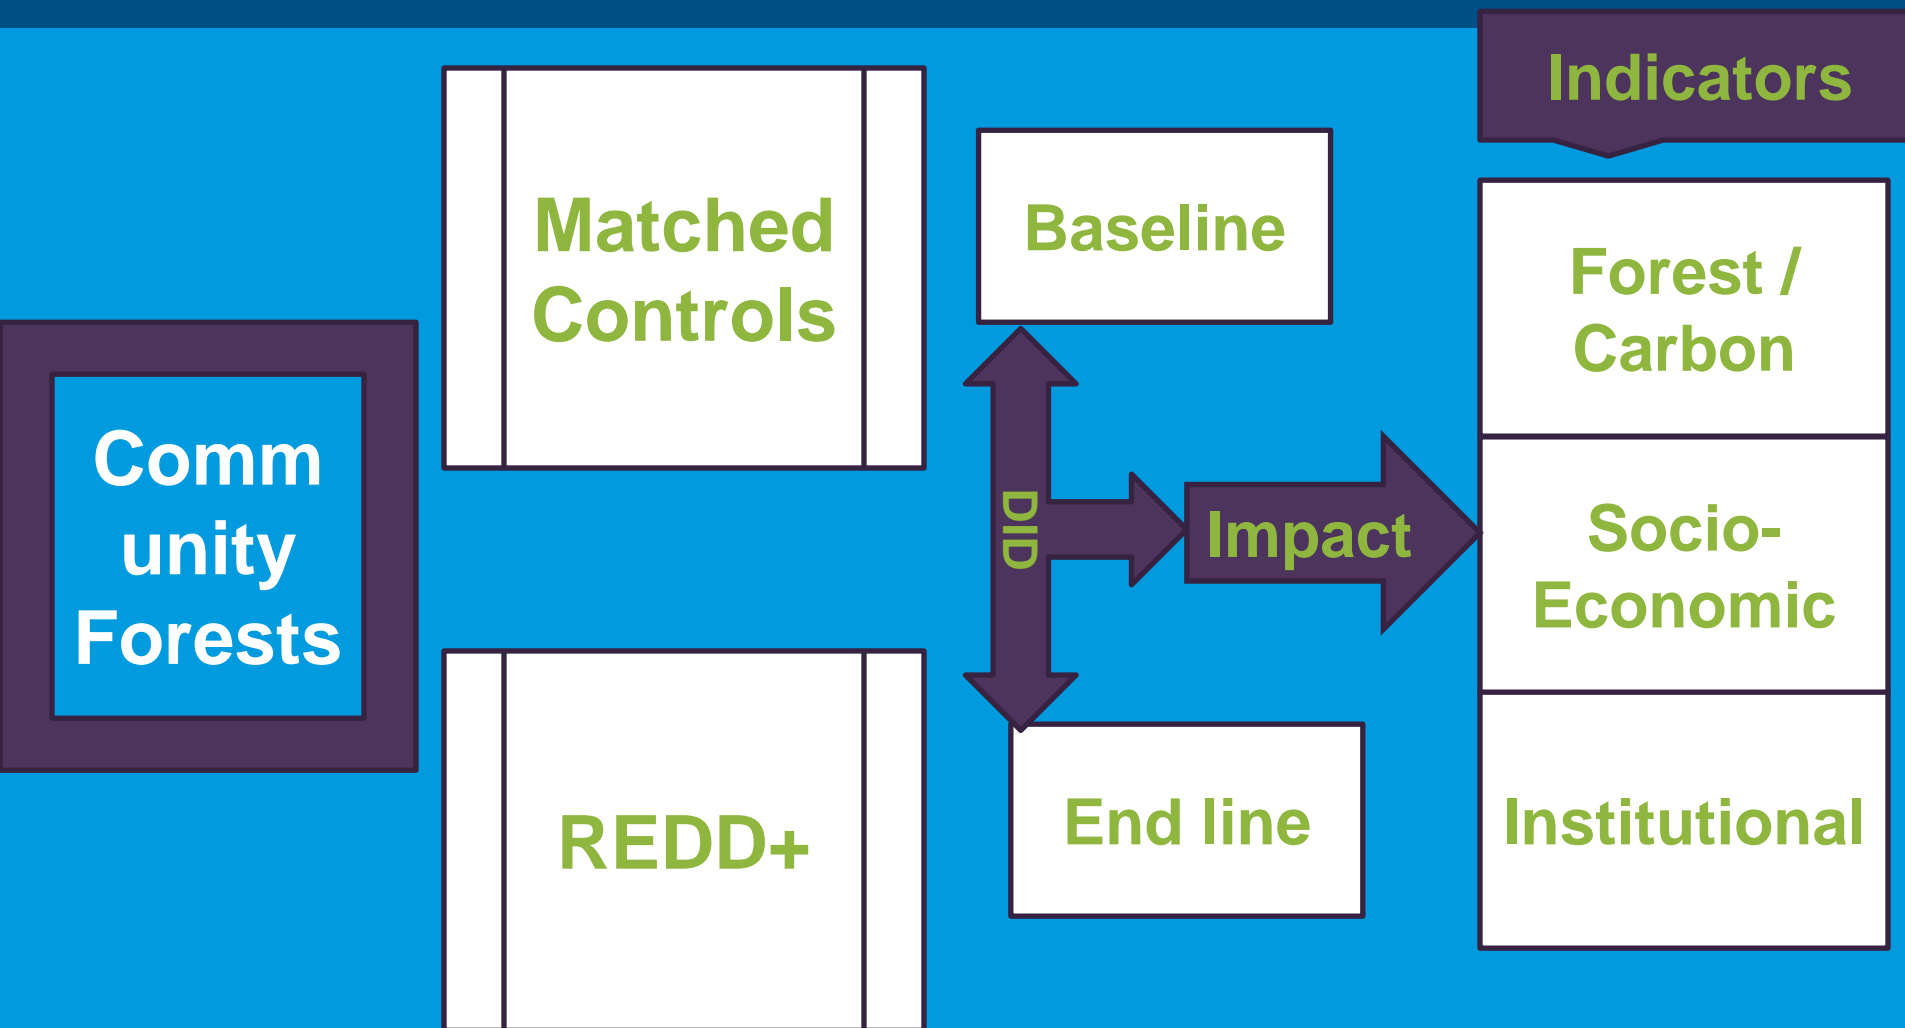 Indicators
Matched
Controls
Baseline
Forest /
Carbon
Comm
unity
Forests
DID
Impact
Socio-
Economic
REDD+
End line
Institutional